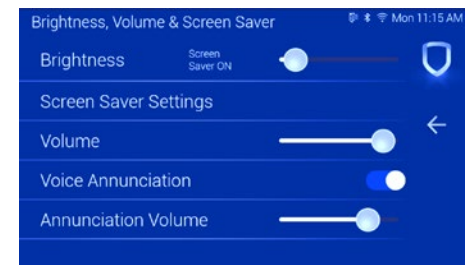 Brightness, Volume & Screen Saver
Mon 11:15 AM
Brightness
Screen
Saver ON
Screen Saver Settings
Volume
Voice Annunciation
Annunciation Volume